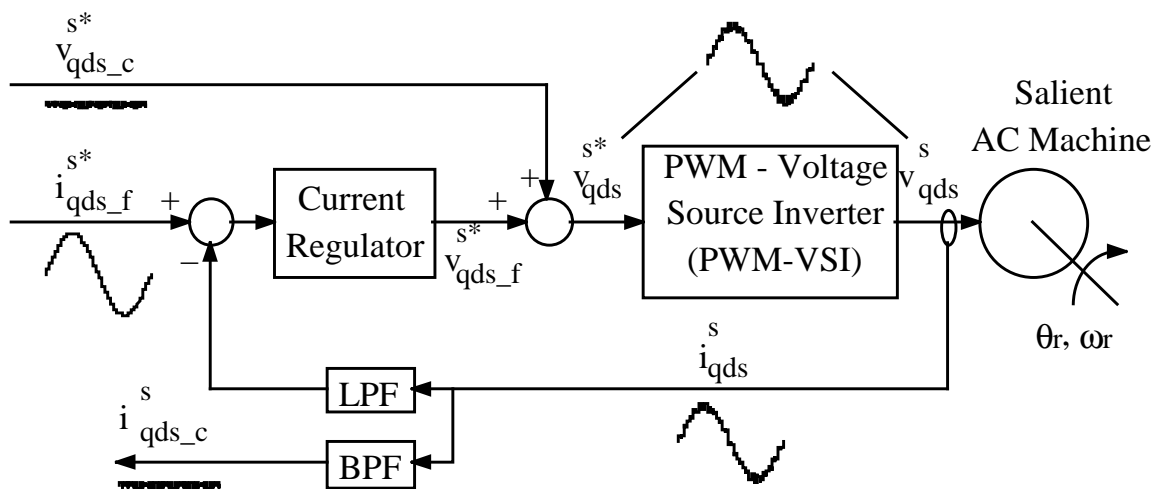 s*
v
qds_c
s*
i
qds_f
+
−
Current
Regulator
+
s*
v
qds_f
+
s*
v
qds
PWM - Voltage
Source Inverter
(PWM-VSI)
s
v
qds
Salient
AC Machine
θr, ωr
s
i
qds
LPF
s
i
qds_c
BPF